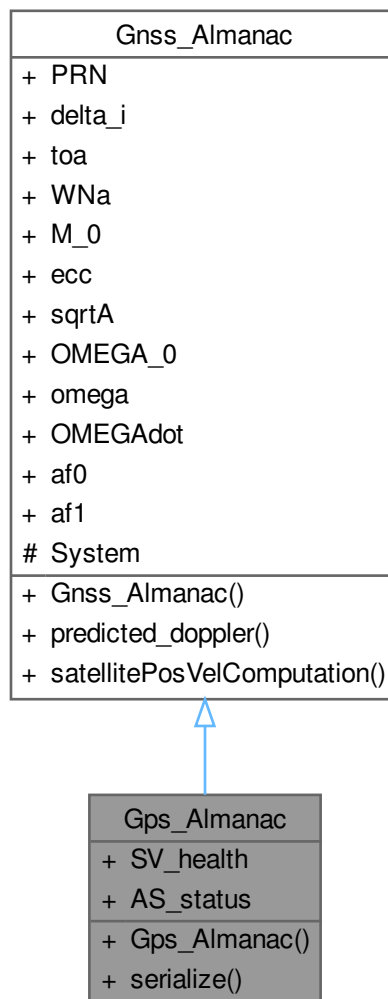 Gnss_Almanac
+ PRN
+ delta_i
+ toa
+ WNa
+ M_0
+ ecc
+ sqrtA
+ OMEGA_0
+ omega
+ OMEGAdot
+ af0
+ af1
# System
+ Gnss_Almanac()
+ predicted_doppler()
+ satellitePosVelComputation()
Gps_Almanac
+ SV_health
+ AS_status
+ Gps_Almanac()
+ serialize()